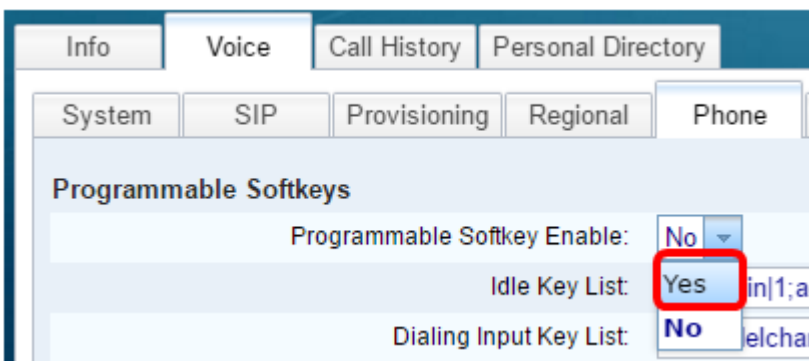 Info Voice Call History Personal Directory
System SIP Provisioning Regional Phone
Programmable Softkeys
Programmable Softkey Enable: No
Idle Key List: Yes in|1;a
Dialing Input Key List: No elcha